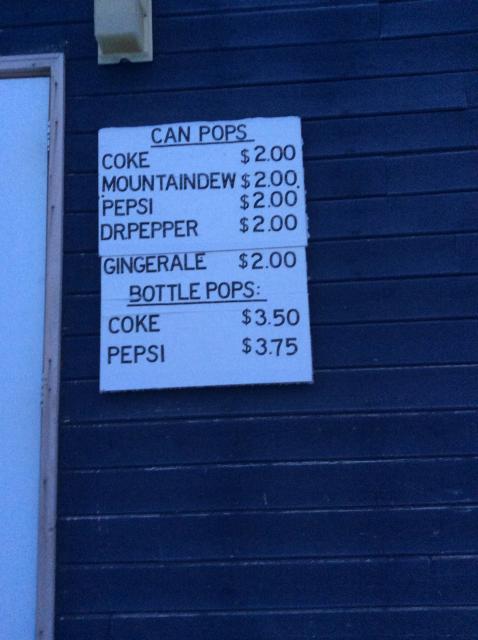 CAN POPS
COKE $2.00
MOUNTAINDEW $2.00
PEPSI $2.00
DRPEPPER $2.00
GINGERALE $2.00
BOTTLE POPS:
COKE $3.50
PEPSI $3.75